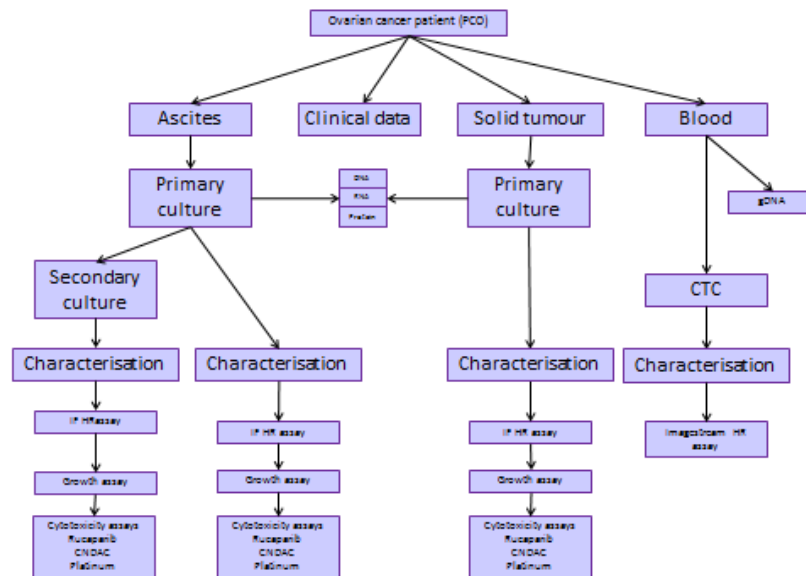 Ovarian cancer patient (PCO)
Ascites
Clinical data
Solid tumour
Blood
Primary
culture
DNA
RNA
Protein
Primary
culture
gDNA
Secondary
culture
CTC
Characterisation
Characterisation
Characterisation
Characterisation
IF HRassay
IF HR assay
IF HR assay
Imagestream HR
assay
Growth assay
Growth assay
Growth assay
Cytotoxicity assays
Rucaparib
CNDAC
Platinum
Cytotoxicity assays
Rucaparib
CNDAC
Platinum
Cytotoxicity assays
Rucaparib
CNDAC
Platinum